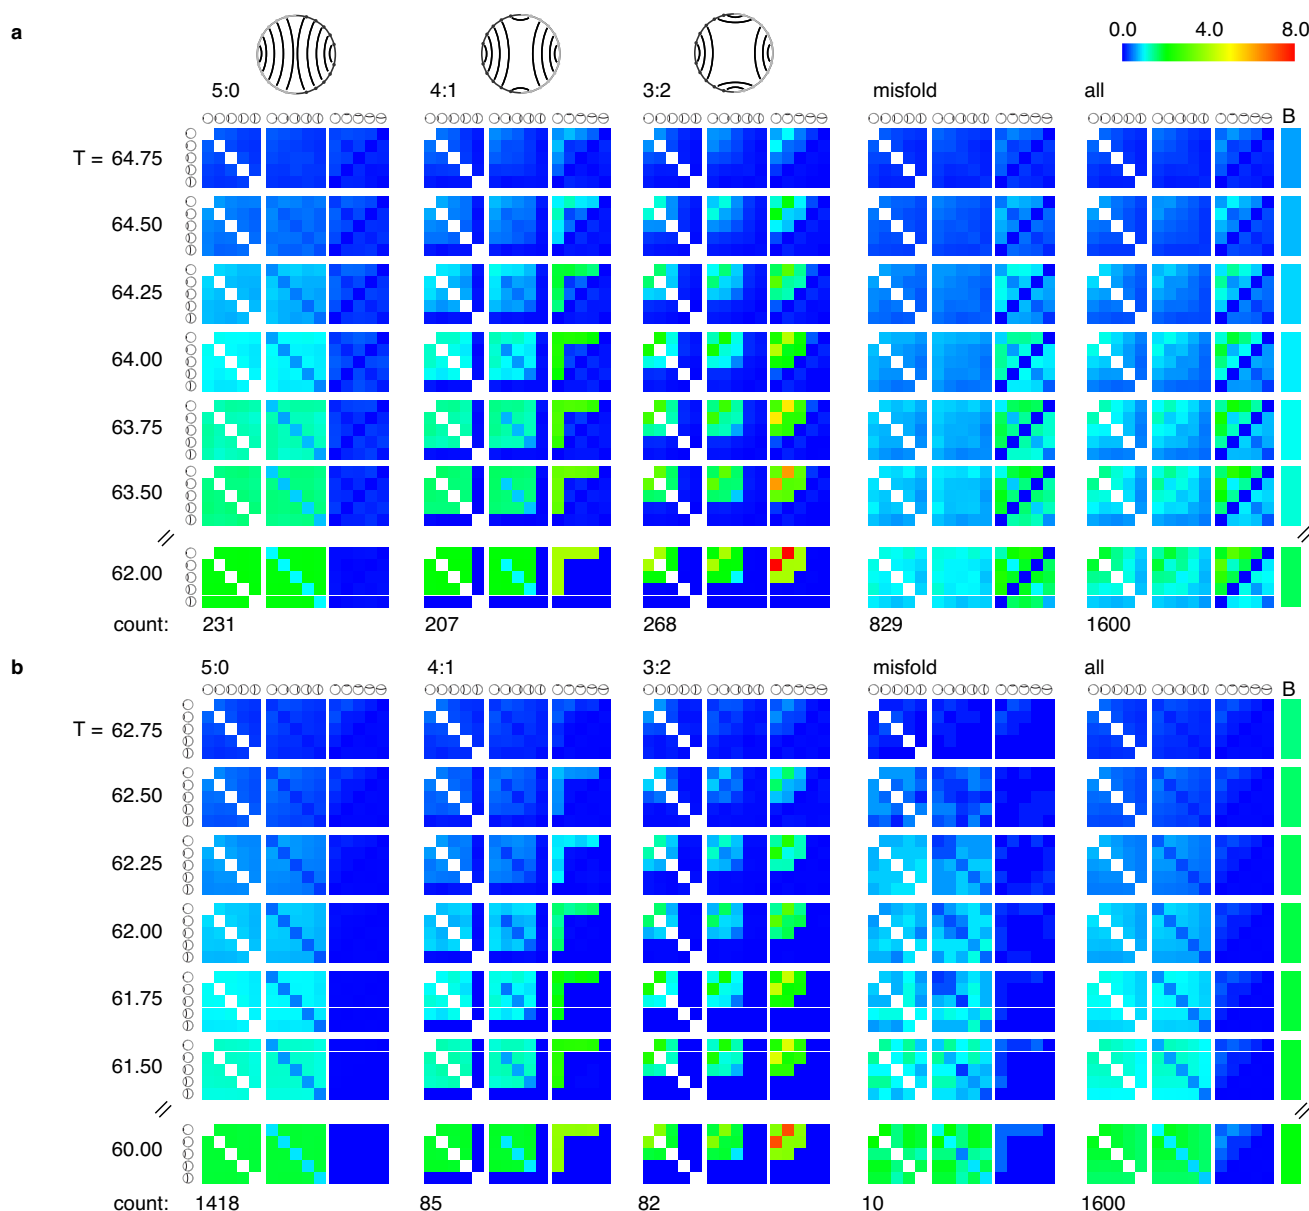 a
0.0 4.0 8.0
5:0 4:1 3:2 misfold all
B
T = 64.75
64.50
64.25
64.00
63.75
63.50
62.00
count: 231 207 268 829 1600
b
5:0 4:1 3:2 misfold all
B
T = 62.75
62.50
62.25
62.00
61.75
61.50
60.00
count: 1418 85 82 10 1600